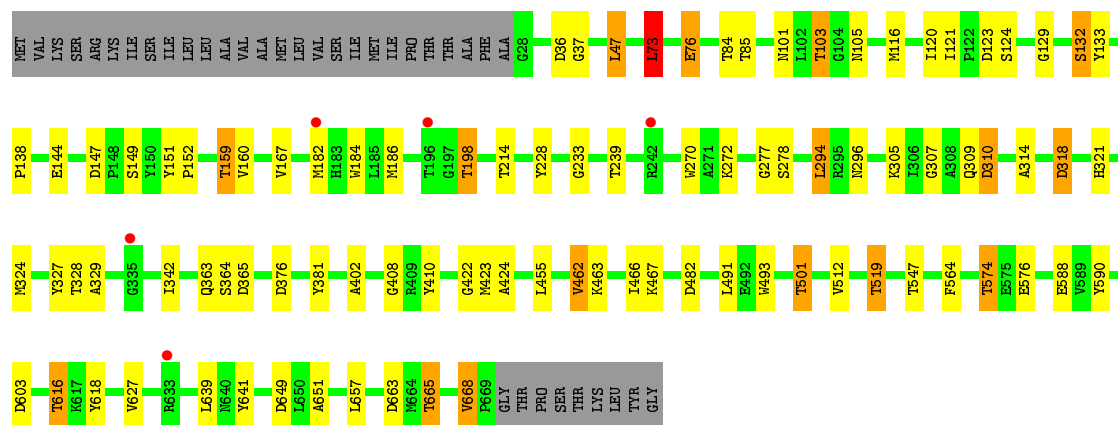 MET VAL LYS SER ARG LYS ILE SER ILE LEU LEU ALA VAL ALA MET LEU VAL SER ILE MET ILE PRO THR THR ALA PHE ALA G28 D36 G37 L47 L73 E76 T84 T85 N101 L102 T103 G104 N105 M116 I120 I121 P122 D123 S124 G129 S132 Y133
P138 E144 D147 P148 S149 Y150 Y151 P152 T159 V160 V167 M182 H183 W184 L185 M186 T196 G197 T198 T214 Y228 G233 T239 R242 W270 A271 K272 G277 S278 L294 R295 N296 K305 I306 G307 A308 Q309 D310 A314 D318 H321
M324 Y327 T328 A329 G335 I342 Q363 S364 D365 D376 Y381 A402 G408 R409 Y410 G422 M423 A424 L455 V462 K463 I466 K467 D482 L491 E492 W493 T501 V512 T519 T547 F564 T574 E575 E576 E588 V589 Y590
D603 T616 K617 Y618 V627 R633 L639 N640 Y641 D649 L650 A651 L657 D663 M664 T665 V668 P669 GLY THR PRO SER THR LYS LEU TYR GLY